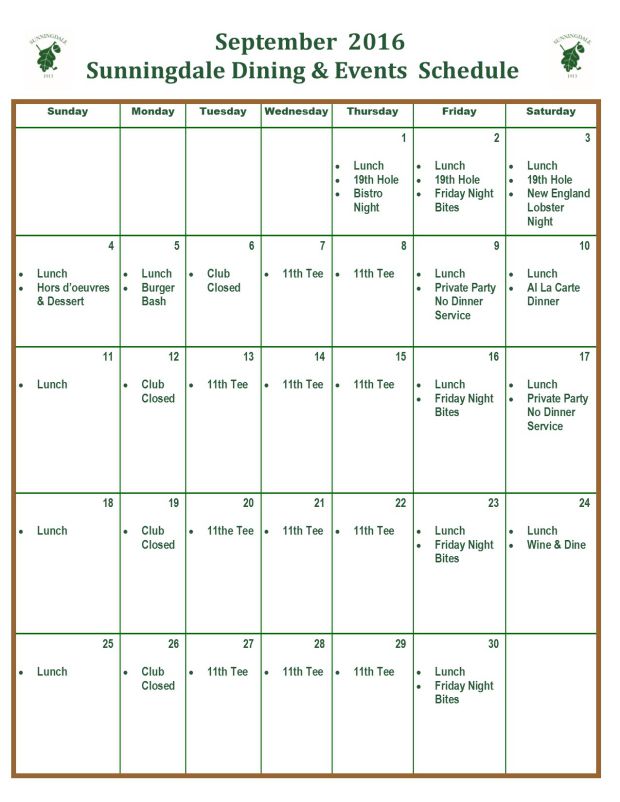 SUNNINGDALE
1913
September 2016
Sunningdale Dining & Events Schedule
SUNNINGDALE
1913
Sunday Monday Tuesday Wednesday Thursday Friday Saturday
1
• Lunch
• 19th Hole
• Bistro
Night
2
• Lunch
• 19th Hole
• Friday Night
Bites
3
• Lunch
• 19th Hole
• New England
Lobster
Night
4
• Lunch
• Hors d'oeuvres
& Dessert
5
• Lunch
• Burger
Bash
6
• Club
Closed
7
• 11th Tee
8
• 11th Tee
9
• Lunch
• Private Party
No Dinner
Service
10
• Lunch
• Al La Carte
Dinner
11
• Lunch
12
• Club
Closed
13
• 11th Tee
14
• 11th Tee
15
• 11th Tee
16
• Lunch
• Friday Night
Bites
17
• Lunch
• Private Party
No Dinner
Service
18
• Lunch
19
• Club
Closed
20
• 11the Tee
21
• 11th Tee
22
• 11th Tee
23
• Lunch
• Friday Night
Bites
24
• Lunch
• Wine & Dine
25
• Lunch
26
• Club
Closed
27
• 11th Tee
28
• 11th Tee
29
• 11th Tee
30
• Lunch
• Friday Night
Bites